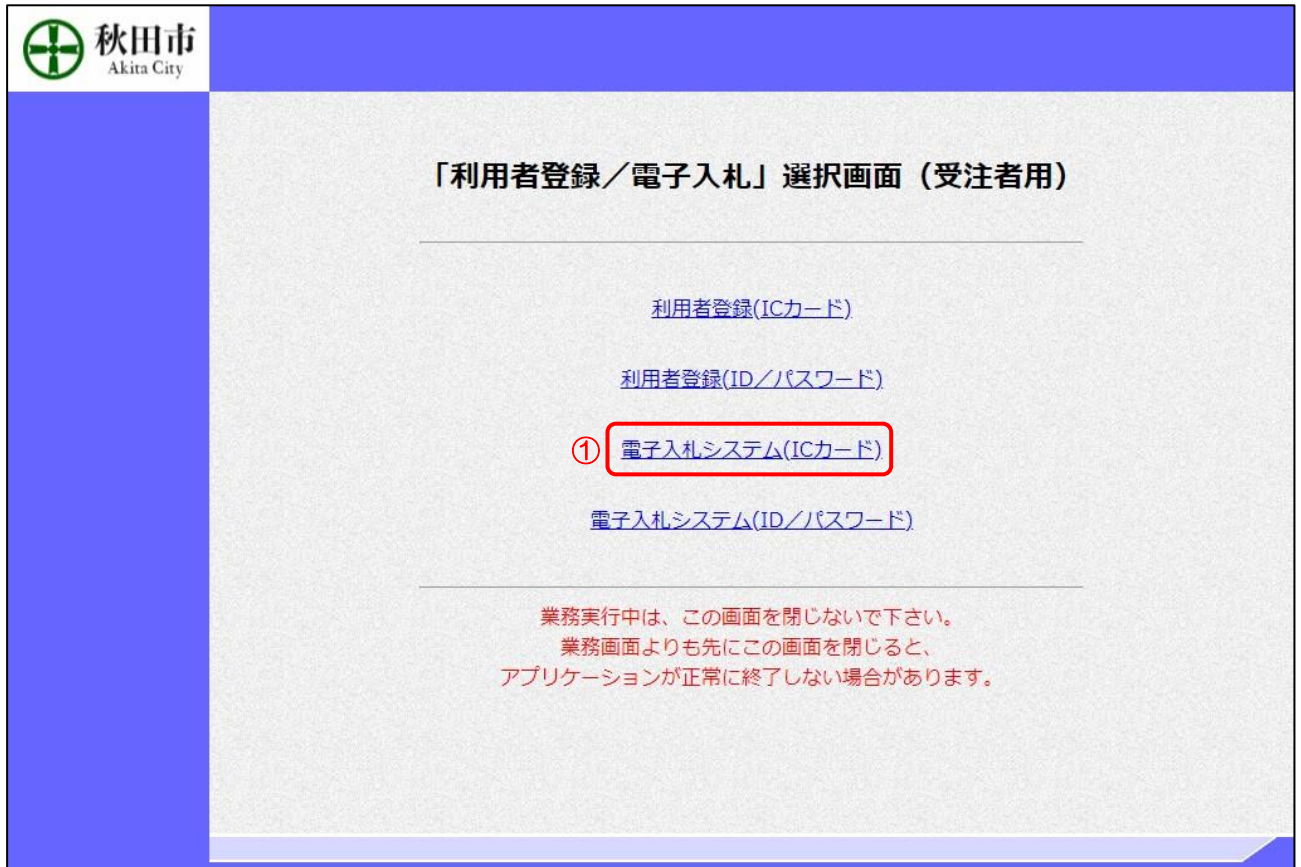 秋田市
Akita City
「利用者登録／電子入札」選択画面（受注者用）
利用者登録(ICカード)
利用者登録(ID／パスワード)
① 電子入札システム(ICカード)
電子入札システム(ID／パスワード)
業務実行中は、この画面を閉じないで下さい。
業務画面よりも先にこの画面を閉じると、
アプリケーションが正常に終了しない場合があります。